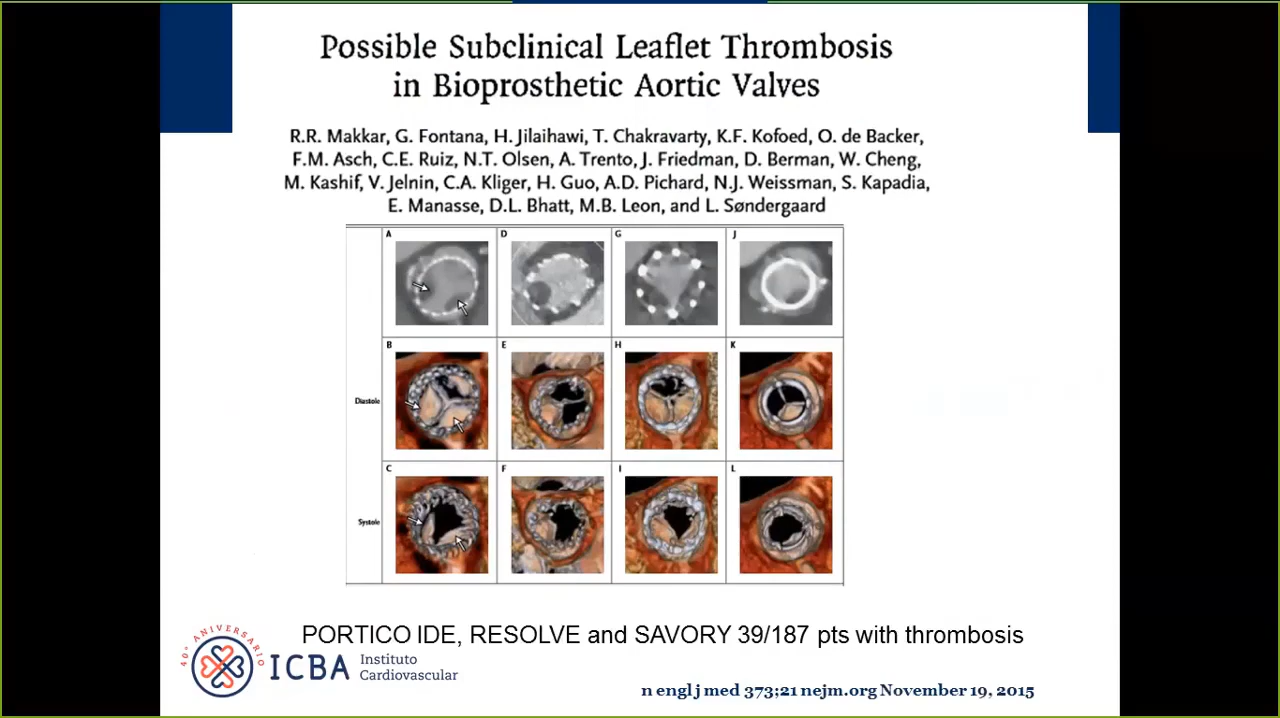 Possible Subclinical Leaflet Thrombosis
in Bioprosthetic Aortic Valves
R.R. Makkar, G. Fontana, H. Jilaihawi, T. Chakravarty, K.F. Kofoed, O. de Backer,
F.M. Asch, C.E. Ruiz, N.T. Olsen, A. Trento, J. Friedman, D. Berman, W. Cheng,
M. Kashif, V. Jelnin, C.A. Kliger, H. Guo, A.D. Pichard, N.J. Weissman, S. Kapadia,
E. Manasse, D.L. Bhatt, M.B. Leon, and L. Søndergaard
A D G J
B E H K
Diastole
C F I L
Systole
PORTICO IDE, RESOLVE and SAVORY 39/187 pts with thrombosis
40° ANIVERSARIO
ICBA Instituto
Cardiovascular
n engl j med 373;21 nejm.org November 19, 2015